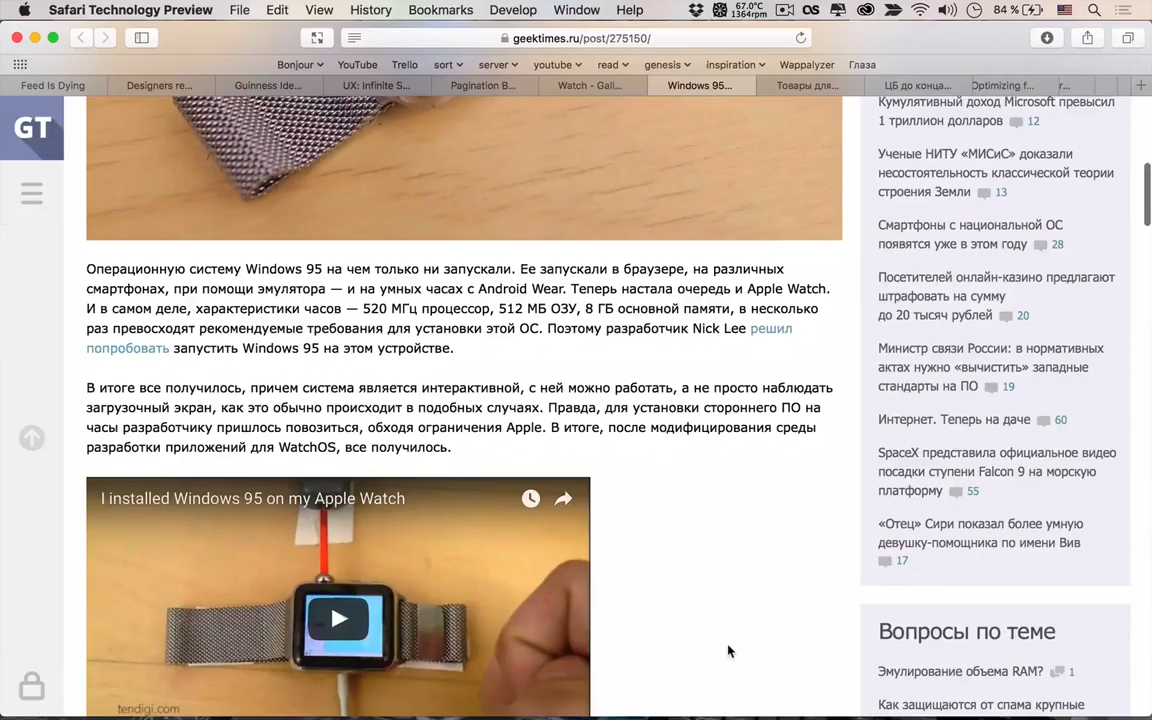 Safari Technology Preview File Edit View History Bookmarks Develop Window Help 67.0°C 1364rpm OS 84 %
geektimes.ru/post/275150/
Bonjour YouTube Trello sort server youtube read genesis inspiration Wappalyzer Глаза
Feed Is Dying Designers re... Guinness Ide... UX: Infinite S... Pagination B... Watch - Gall... Windows 95... Товары для... ЦБ до конца... Optimizing f... r...
GT
Операционную систему Windows 95 на чем только ни запускали. Ее запускали в браузере, на различных
смартфонах, при помощи эмулятора — и на умных часах с Android Wear. Теперь настала очередь и Apple Watch.
И в самом деле, характеристики часов — 520 МГц процессор, 512 МБ ОЗУ, 8 ГБ основной памяти, в несколько
раз превосходят рекомендуемые требования для установки этой ОС. Поэтому разработчик Nick Lee решил
попробовать запустить Windows 95 на этом устройстве.
В итоге все получилось, причем система является интерактивной, с ней можно работать, а не просто наблюдать
загрузочный экран, как это обычно происходит в подобных случаях. Правда, для установки стороннего ПО на
часы разработчику пришлось повозиться, обходя ограничения Apple. В итоге, после модифицирования среды
разработки приложений для WatchOS, все получилось.
I installed Windows 95 on my Apple Watch
tendigi.com
Кумулятивный доход Microsoft превысил
1 триллион долларов 12
Ученые НИТУ «МИСиС» доказали
несостоятельность классической теории
строения Земли 13
Смартфоны с национальной ОС
появятся уже в этом году 28
Посетителей онлайн-казино предлагают
штрафовать на сумму
до 20 тысяч рублей 20
Министр связи России: в нормативных
актах нужно «вычистить» западные
стандарты на ПО 19
Интернет. Теперь на даче 60
SpaceX представила официальное видео
посадки ступени Falcon 9 на морскую
платформу 55
«Отец» Сири показал более умную
девушку-помощника по имени Вив
17
Вопросы по теме
Эмулирование объема RAM? 1
Как защищаются от спама крупные